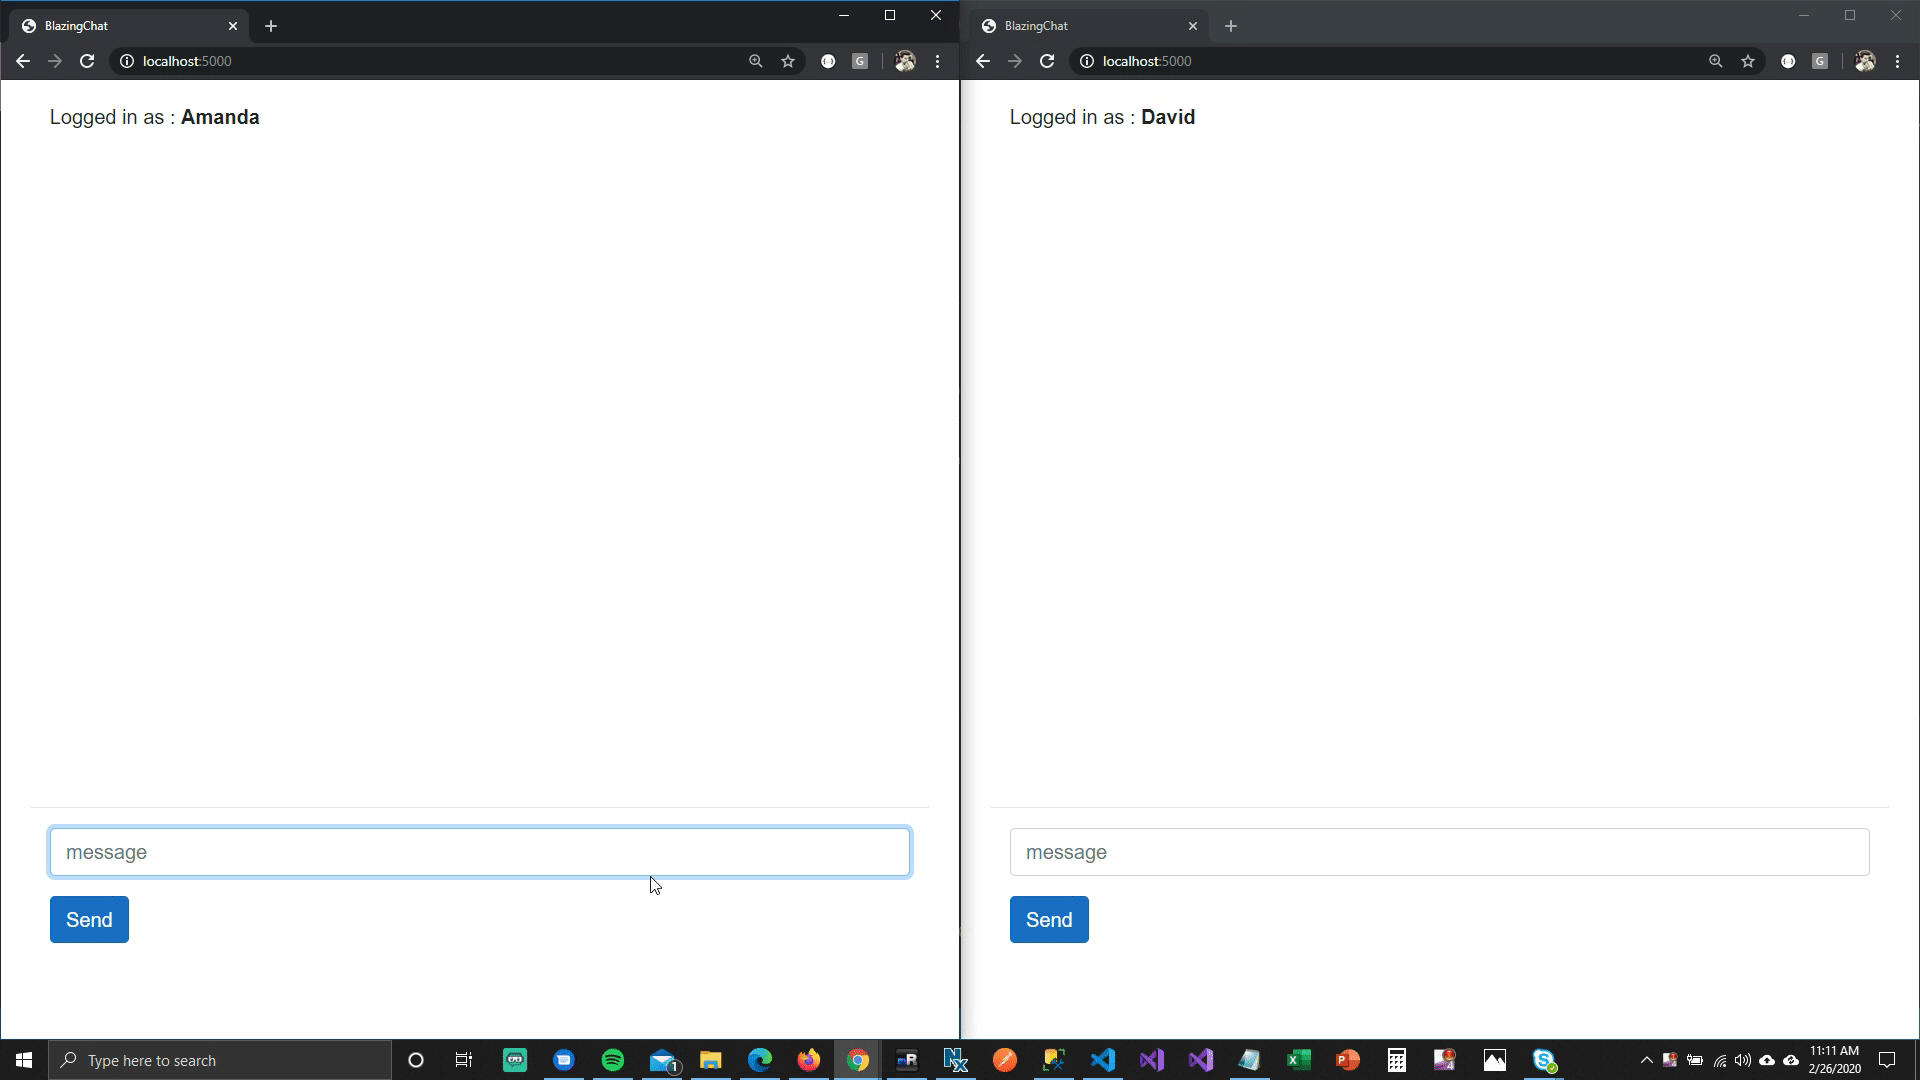 BlazingChat
localhost:5000
Logged in as : Amanda
message
Send
BlazingChat
localhost:5000
Logged in as : David
message
Send
Type here to search
1
11:11 AM
2/26/2020